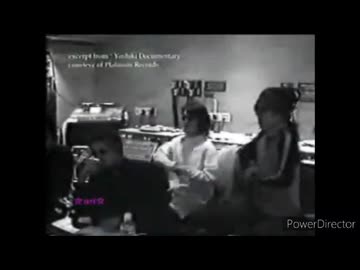 excerpt from : Yoshiki Documentary
courtesy of Platinum Records
PowerDirector